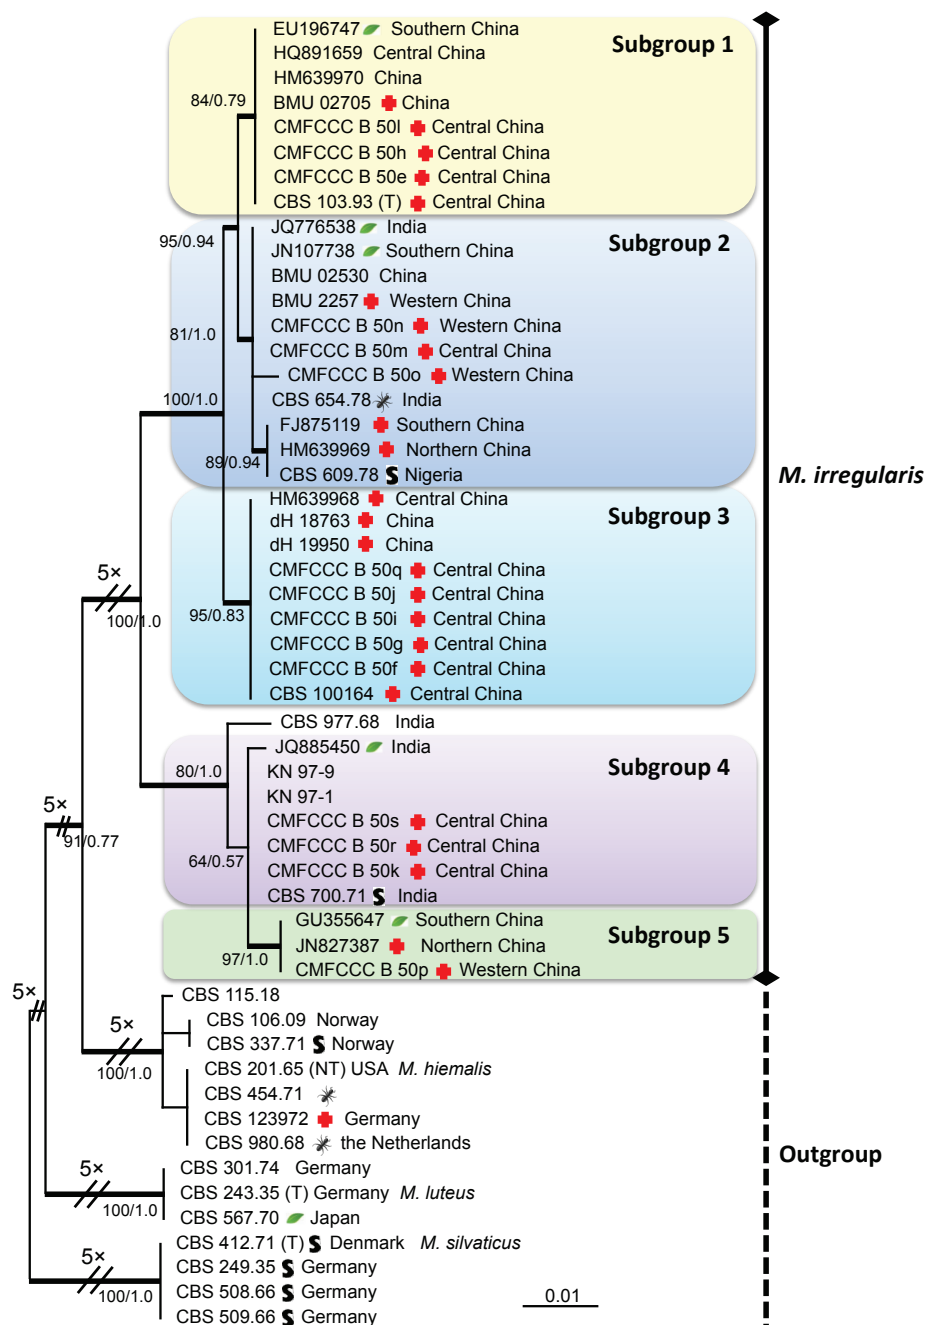 EU196747 Southern China
Subgroup 1
HQ891659 Central China
HM639970 China
84/0.79
BMU 02705 China
CMFCCC B 50l Central China
CMFCCC B 50h Central China
CMFCCC B 50e Central China
CBS 103.93 (T) Central China
JQ776538 India
Subgroup 2
95/0.94
JN107738 Southern China
BMU 02530 China
BMU 2257 Western China
81/1.0
CMFCCC B 50n Western China
CMFCCC B 50m Central China
CMFCCC B 50o Western China
100/1.0
CBS 654.78 India
FJ875119 Southern China
89/0.94
HM639969 Northern China
CBS 609.78 S Nigeria
M. irregularis
HM639968 Central China
Subgroup 3
dH 18763 China
dH 19950 China
5×
CMFCCC B 50q Central China
CMFCCC B 50j Central China
100/1.0
95/0.83
CMFCCC B 50i Central China
CMFCCC B 50g Central China
CMFCCC B 50f Central China
CBS 100164 Central China
CBS 977.68 India
JQ885450 India
Subgroup 4
80/1.0
KN 97-9
KN 97-1
5×
CMFCCC B 50s Central China
91/0.77
CMFCCC B 50r Central China
64/0.57
CMFCCC B 50k Central China
CBS 700.71 S India
GU355647 Southern China
Subgroup 5
JN827387 Northern China
97/1.0
CMFCCC B 50p Western China
5×
CBS 115.18
5×
CBS 106.09 Norway
CBS 337.71 S Norway
100/1.0
CBS 201.65 (NT) USA M. hiemalis
CBS 454.71
CBS 123972 Germany
CBS 980.68 the Netherlands
Outgroup
5×
CBS 301.74 Germany
CBS 243.35 (T) Germany M. luteus
100/1.0
CBS 567.70 Japan
5×
CBS 412.71 (T) S Denmark M. silvaticus
CBS 249.35 S Germany
100/1.0
CBS 508.66 S Germany
0.01
CBS 509.66 S Germany